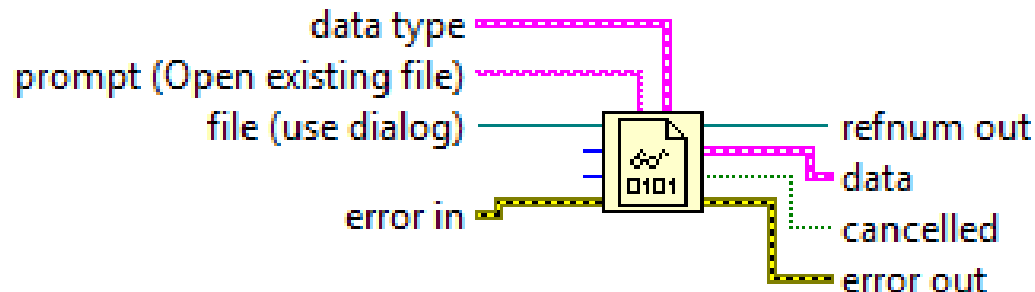 data type
prompt (Open existing file)
file (use dialog)
error in
0101
refnum out
data
cancelled
error out